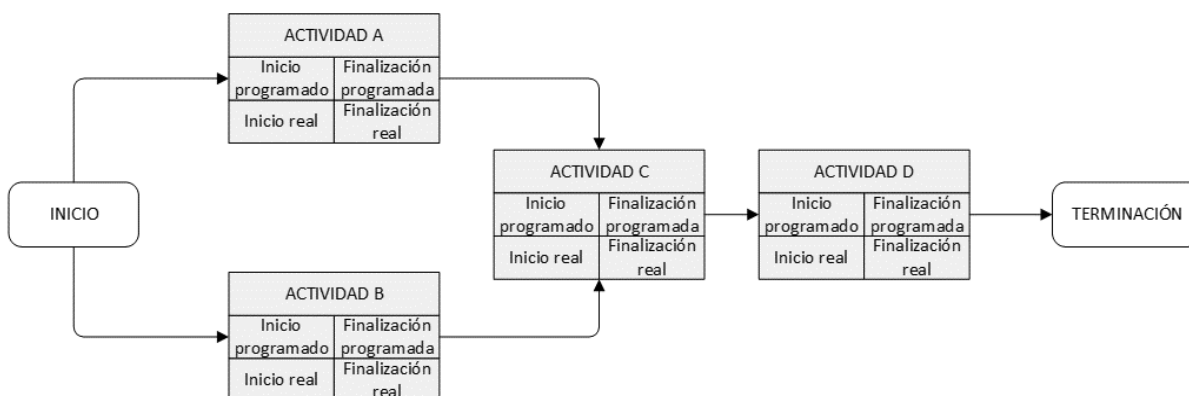 ACTIVIDAD A
Inicio
programado
Finalización
programada
Inicio real
Finalización
real
INICIO
ACTIVIDAD B
Inicio
programado
Finalización
programada
Inicio real
Finalización
real
ACTIVIDAD C
Inicio
programado
Finalización
programada
Inicio real
Finalización
real
ACTIVIDAD D
Inicio
programado
Finalización
programada
Inicio real
Finalización
real
TERMINACIÓN